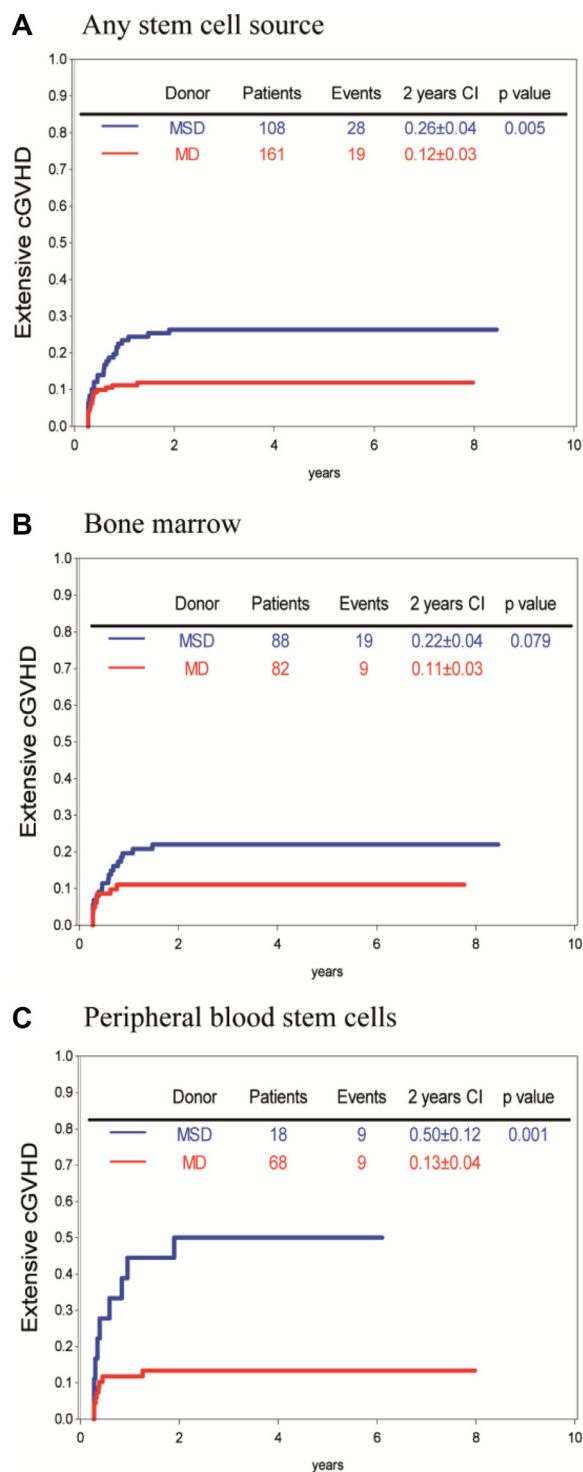 A Any stem cell source
1.0
0.9
0.8
0.7
0.6
0.5
0.4
0.3
0.2
0.1
0.0
Extensive cGVHD
Donor Patients Events 2 years CI p value
MSD 108 28 0.26±0.04 0.005
MD 161 19 0.12±0.03
0 2 4 6 8 10
years
B Bone marrow
1.0
0.9
0.8
0.7
0.6
0.5
0.4
0.3
0.2
0.1
0.0
Extensive cGVHD
Donor Patients Events 2 years CI p value
MSD 88 19 0.22±0.04 0.079
MD 82 9 0.11±0.03
0 2 4 6 8 10
years
C Peripheral blood stem cells
1.0
0.9
0.8
0.7
0.6
0.5
0.4
0.3
0.2
0.1
0.0
Extensive cGVHD
Donor Patients Events 2 years CI p value
MSD 18 9 0.50±0.12 0.001
MD 68 9 0.13±0.04
0 2 4 6 8 10
years